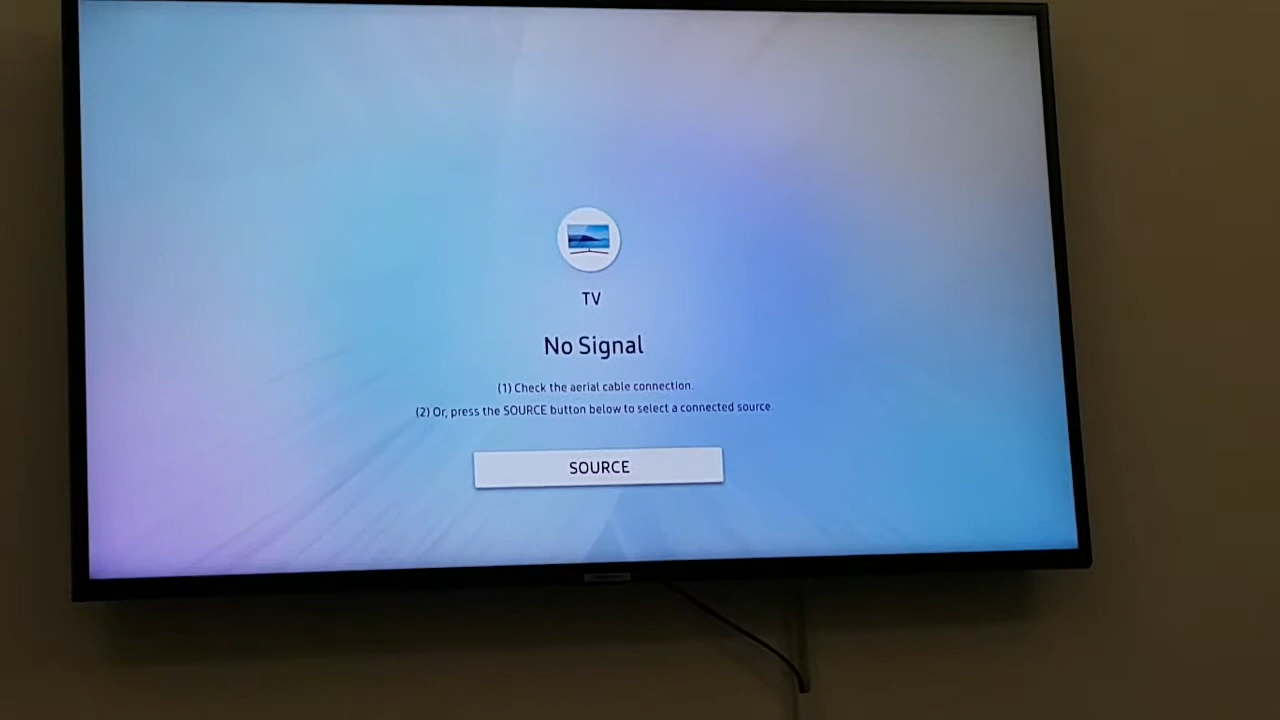 TV
No Signal
(1) Check the aerial cable connection.
(2) Or, press the SOURCE button below to select a connected source.
SOURCE